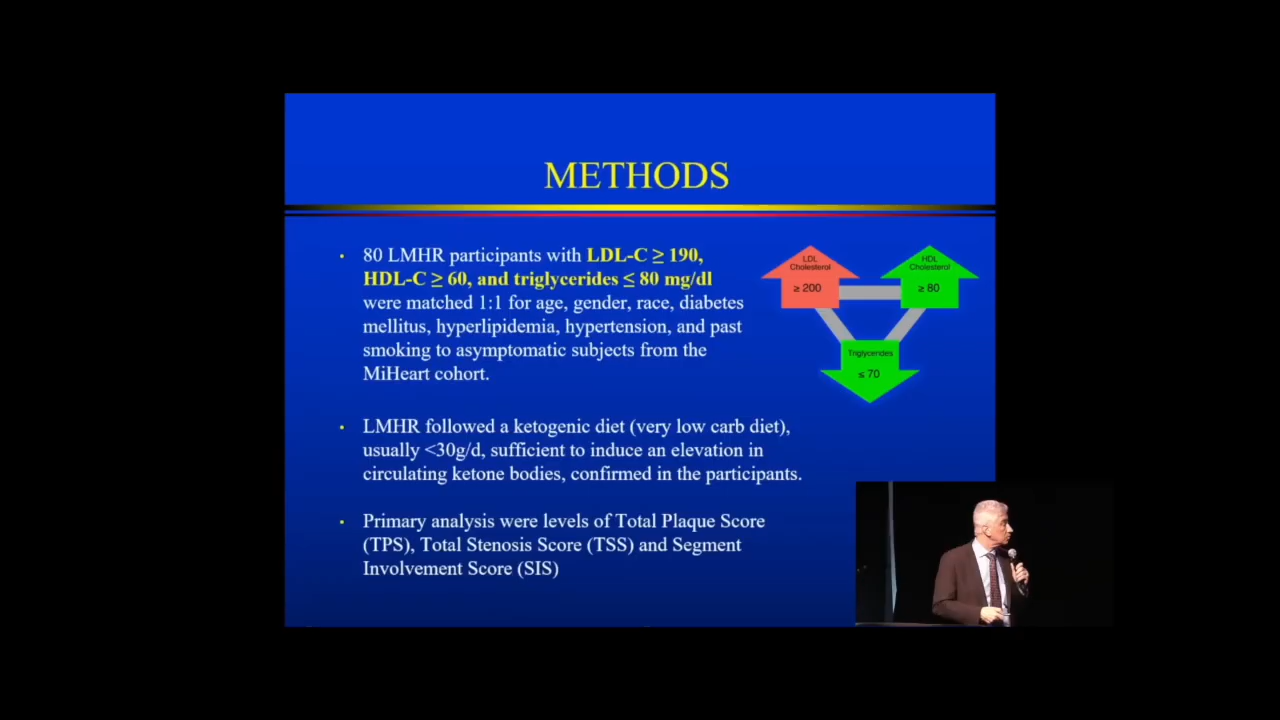 METHODS
• 80 LMHR participants with LDL-C ≥ 190,
HDL-C ≥ 60, and triglycerides ≤ 80 mg/dl
were matched 1:1 for age, gender, race, diabetes
mellitus, hyperlipidemia, hypertension, and past
smoking to asymptomatic subjects from the
MiHeart cohort.
LDL
Cholesterol
≥ 200
HDL
Cholesterol
≥ 80
Triglycerides
≤ 70
• LMHR followed a ketogenic diet (very low carb diet),
usually <30g/d, sufficient to induce an elevation in
circulating ketone bodies, confirmed in the participants.
• Primary analysis were levels of Total Plaque Score
(TPS), Total Stenosis Score (TSS) and Segment
Involvement Score (SIS)